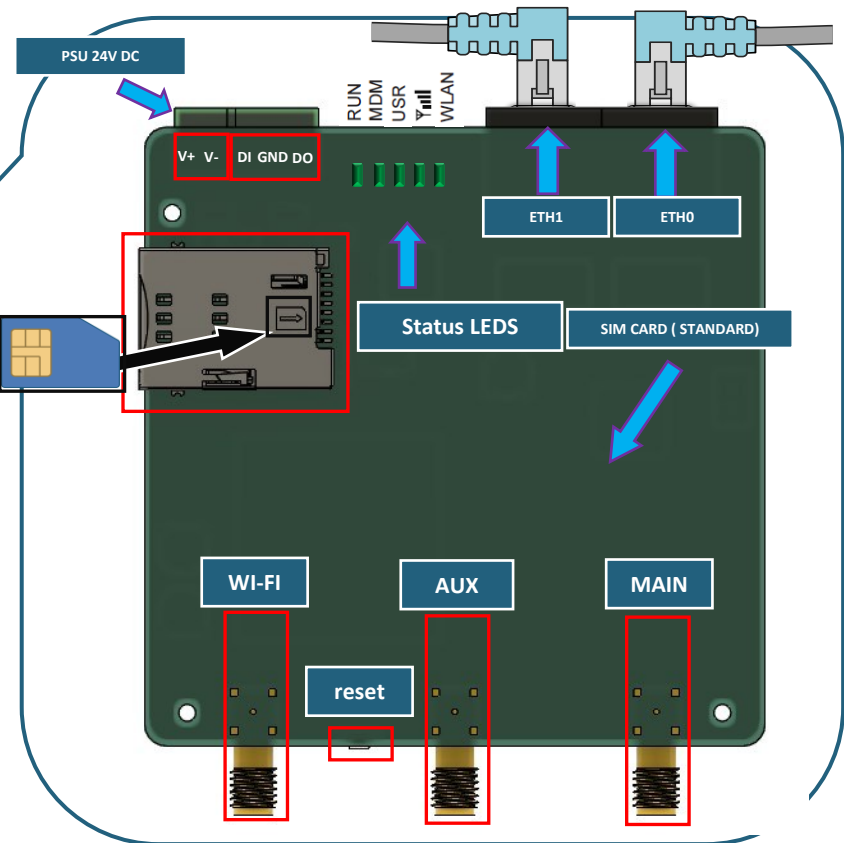 PSU 24V DC
RUN
MDM
USR
WLAN
V+ V- DI GND DO
ETH1
ETH0
Status LEDS
SIM CARD ( STANDARD)
WI-FI
AUX
MAIN
reset